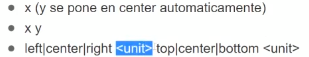 • x (y se pone en center automaticamente)
• x y
• left|center|right <unit> top|center|bottom <unit>